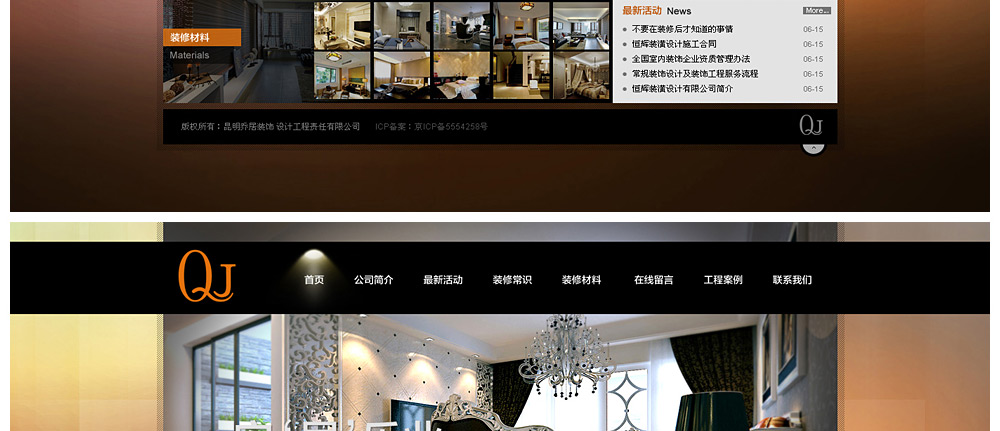 最新活动 News More...
装修材料
Materials
不要在装修后才知道的事情 06-15
恒辉装潢设计施工合同 06-15
全国室内装饰企业资质管理办法 06-15
常规装饰设计及装饰工程服务流程 06-15
恒辉装潢设计有限公司简介 06-15
版权所有:昆明乔居装饰 设计工程责任有限公司 ICP备案:京ICP备5554258号
QJ
QJ
首页 公司简介 最新活动 装修常识 装修材料 在线留言 工程案例 联系我们